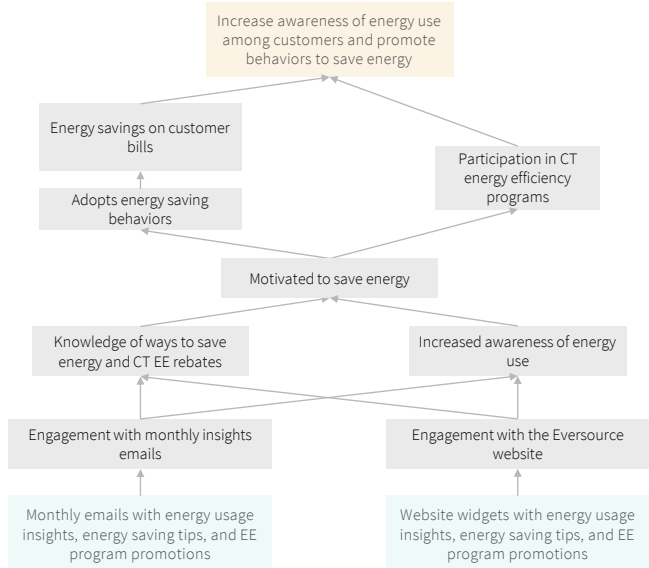 Increase awareness of energy use
among customers and promote
behaviors to save energy
Energy savings on customer
bills
Participation in CT
energy efficiency
programs
Adopts energy saving
behaviors
Motivated to save energy
Knowledge of ways to save
energy and CT EE rebates
Increased awareness of energy
use
Engagement with monthly insights
emails
Engagement with the Eversource
website
Monthly emails with energy usage
insights, energy saving tips, and EE
program promotions
Website widgets with energy usage
insights, energy saving tips, and EE
program promotions